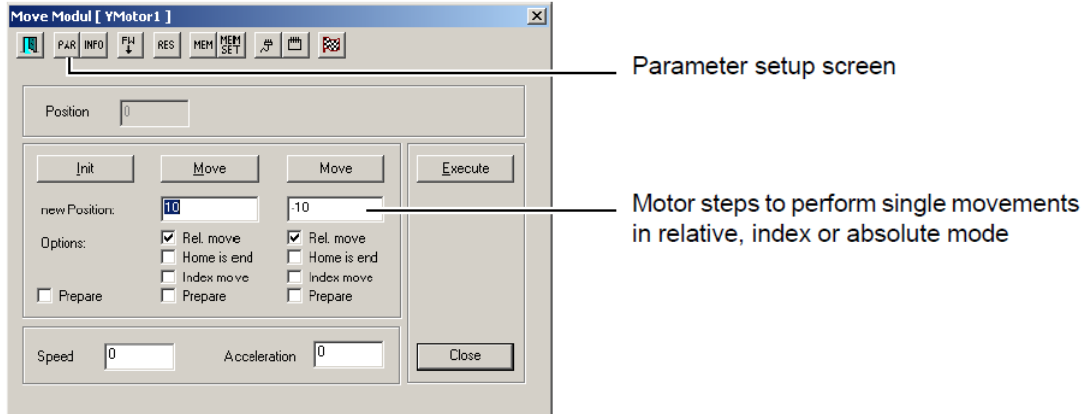 Move Modul [ YMotor1 ]
PAR INFO FW RES MEM MEM SET
Parameter setup screen
Position 0
Init Move Move Execute
new Position: 10 -10
Motor steps to perform single movements
in relative, index or absolute mode
Options: Rel. move Rel. move
Home is end Home is end
Index move Index move
Prepare Prepare Prepare
Speed 0 Acceleration 0 Close